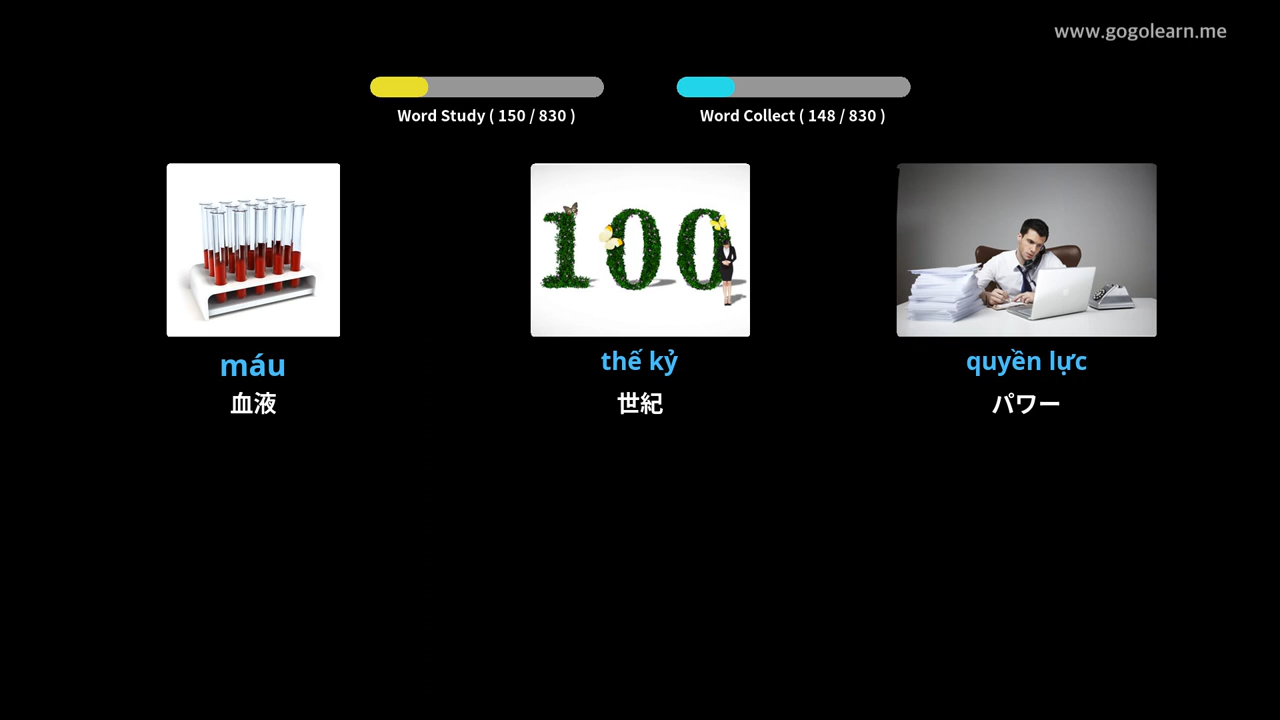 www.gogolearn.me
Word Study ( 150 / 830 )
Word Collect ( 148 / 830 )
100
máu
thế kỷ
quyền lực
血液
世紀
パワー